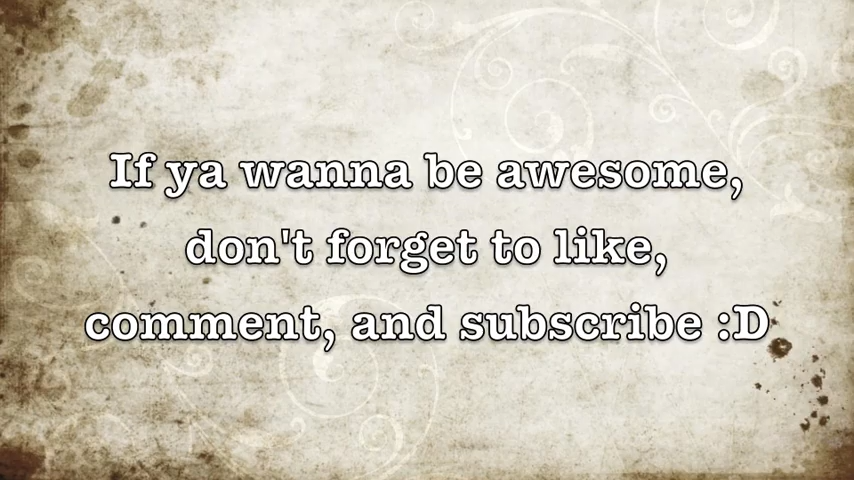 If ya wanna be awesome,
don't forget to like,
comment, and subscribe :D